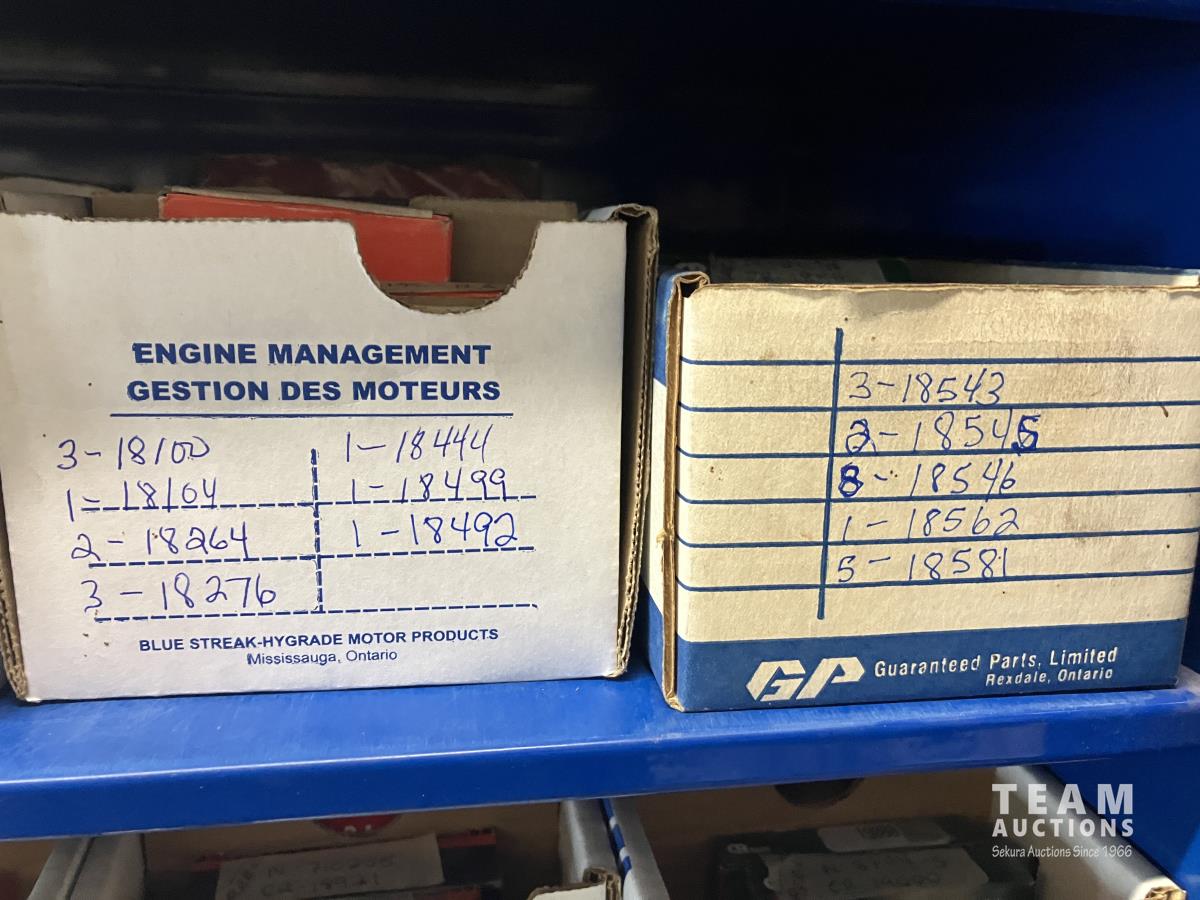 ENGINE MANAGEMENT
GESTION DES MOTEURS
3-18100
1-18104
2-18264
3-18276
1-18444
1-18499
1-18492
BLUE STREAK-HYGRADE MOTOR PRODUCTS
Mississauga, Ontario
3-18543
2-18545
8-18546
1-18562
5-18581
GP Guaranteed Parts, Limited
Rexdale, Ontario
TEAM
AUCTIONS
Sekura Auctions Since 1966